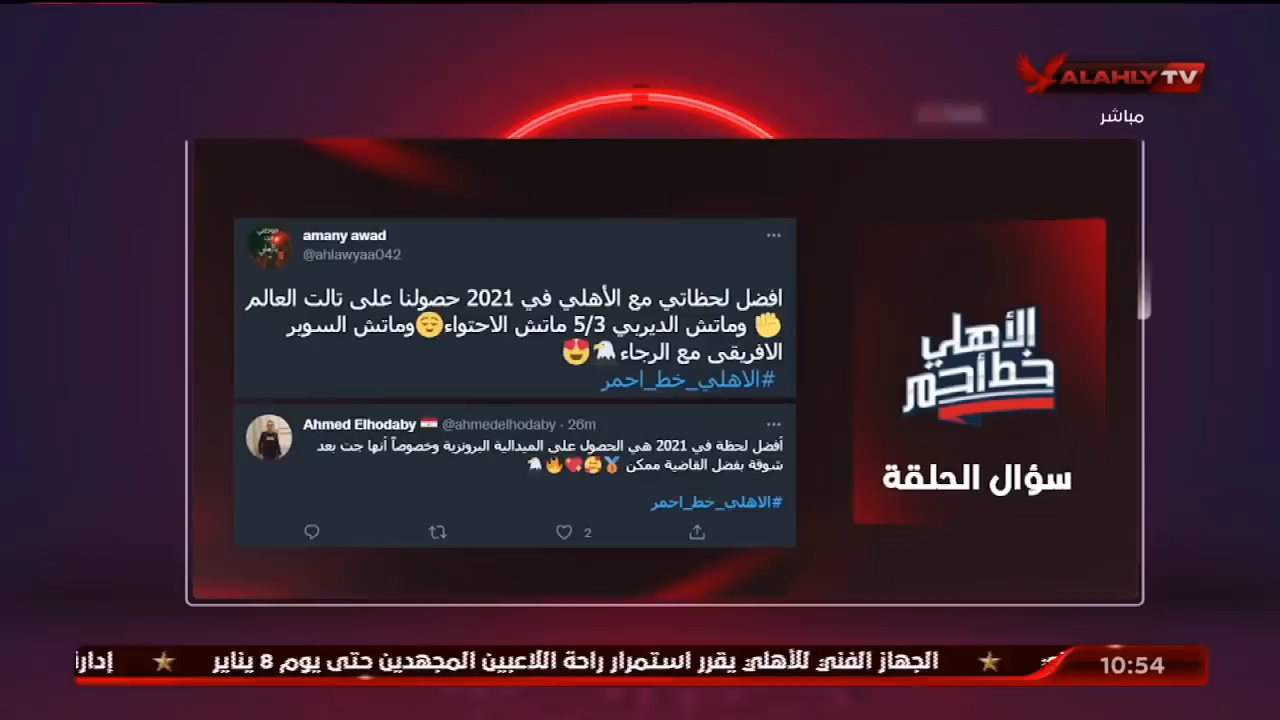 ALAHLY TV
مباشر
amany awad
@ahlawyaa042
افضل لحظاتي مع الأهلي في 2021 حصولنا على تالت العالم
✊ وماتش الديربي 5/3 ماتش الاحتواء😌وماتش السوبر
الافريقى مع الرجاء🦅😍
#الاهلي_خط_احمر
Ahmed Elhodaby 🇪🇬 @ahmedelhodaby · 26m
أفضل لحظة في 2021 هي الحصول على الميدالية البرونزية وخصوصاً أنها جت بعد
شوقة بفضل القاضية ممكن 🥉🥰💖🔥🦅
#الاهلي_خط_احمر
2
الأهلي
خط أحمر
سؤال الحلقة
الجهاز الفني للأهلي يقرر استمرار راحة اللاعبين المجهدين حتى يوم 8 يناير
10:54